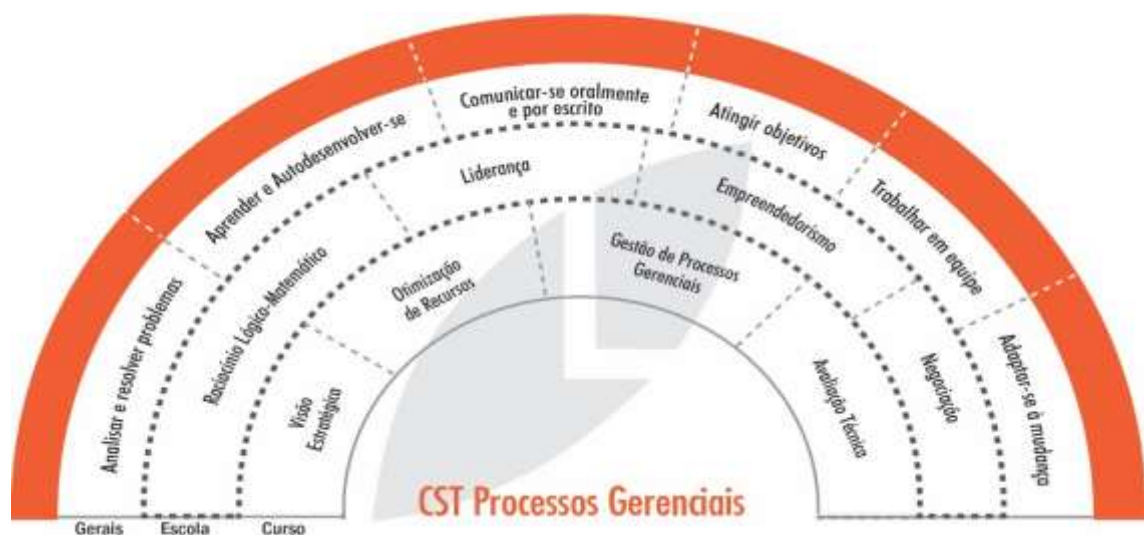 Analisar e resolver problemas
Aprender e Autodesenvolver-se
Comunicar-se oralmente
e por escrito
Atingir objetivos
Trabalhar em equipe
Adaptar-se à mudança
Raciocínio Lógico-Matemático
Liderança
Empreendedorismo
Negociação
Visão
Estratégica
Otimização
de Recursos
Gestão de Processos
Gerenciais
Avaliação Técnica
CST Processos Gerenciais
Gerais
Escola
Curso